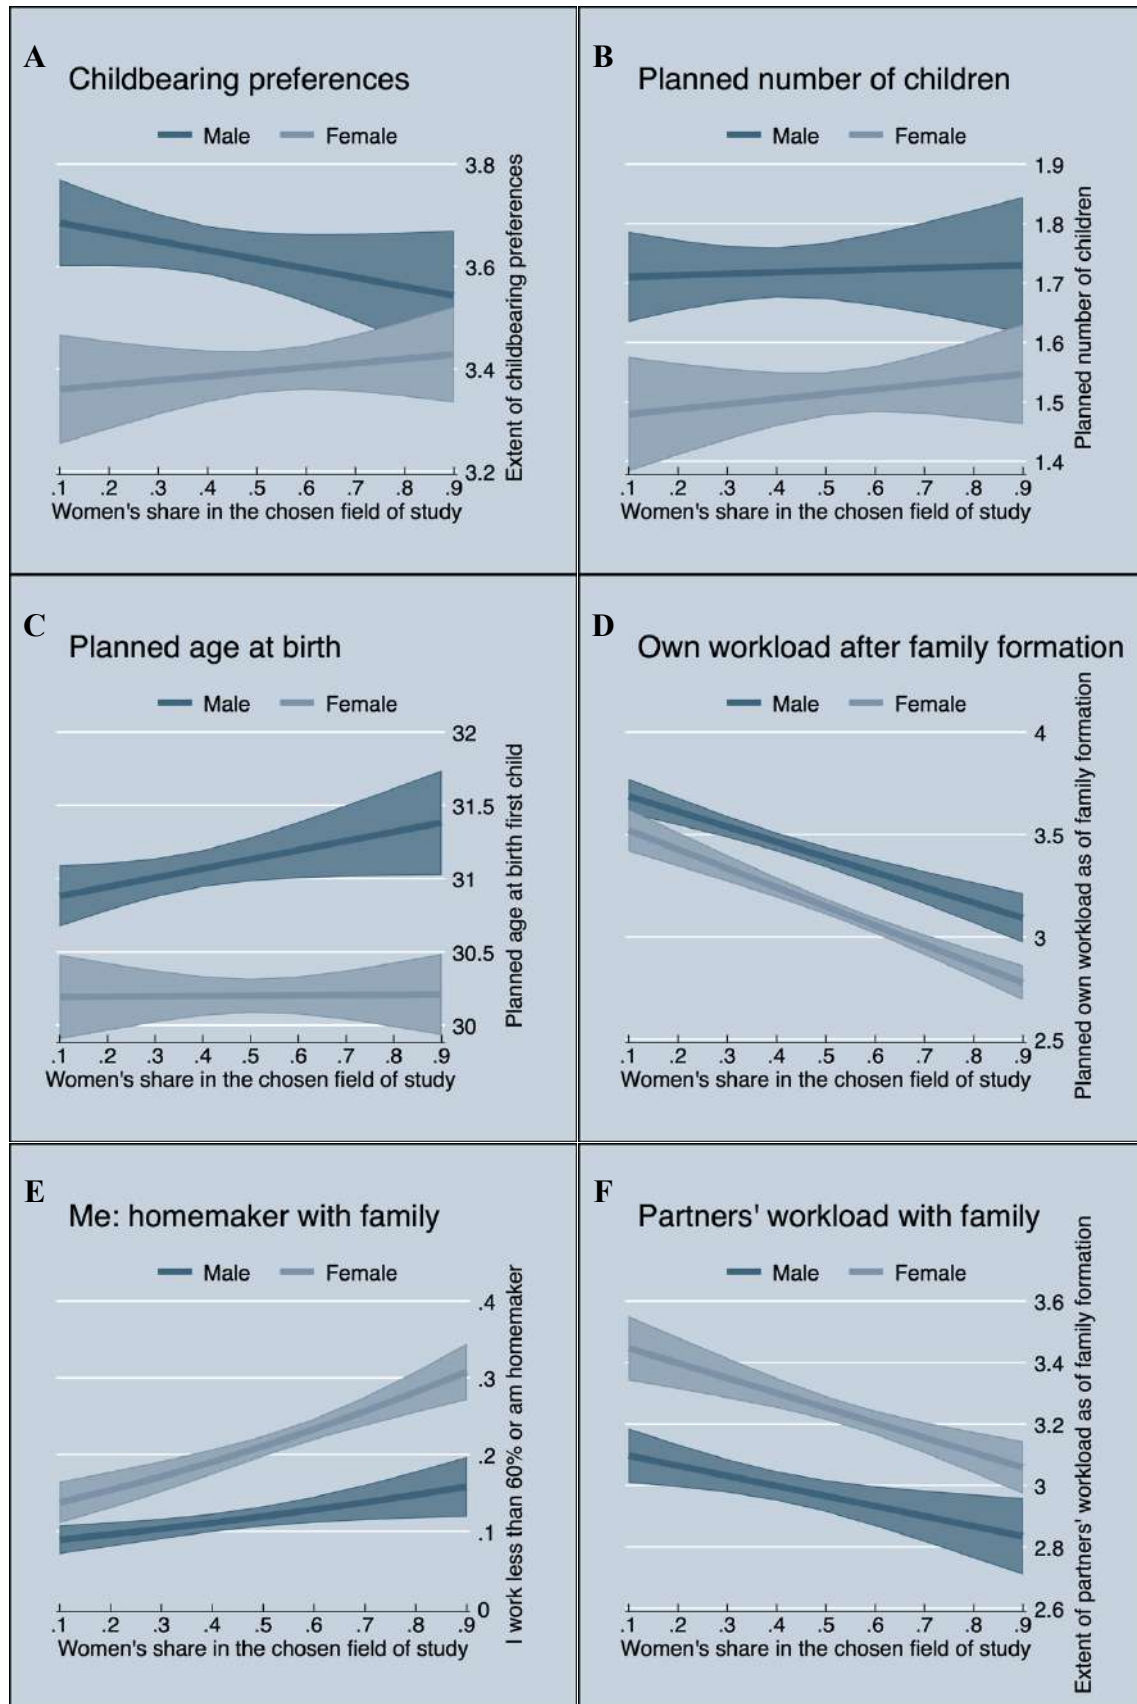 A
Childbearing preferences
Male Female
3.8
3.6
3.4
3.2
Extent of childbearing preferences
.1 .2 .3 .4 .5 .6 .7 .8 .9
Women's share in the chosen field of study
B
Planned number of children
Male Female
1.9
1.8
1.7
1.6
1.5
1.4
Planned number of children
.1 .2 .3 .4 .5 .6 .7 .8 .9
Women's share in the chosen field of study
C
Planned age at birth
Male Female
32
31.5
31
30.5
30
Planned age at birth first child
.1 .2 .3 .4 .5 .6 .7 .8 .9
Women's share in the chosen field of study
D
Own workload after family formation
Male Female
4
3.5
3
2.5
Planned own workload as of family formation
.1 .2 .3 .4 .5 .6 .7 .8 .9
Women's share in the chosen field of study
E
Me: homemaker with family
Male Female
.4
.3
.2
.1
0
I work less than 60% or am homemaker
.1 .2 .3 .4 .5 .6 .7 .8 .9
Women's share in the chosen field of study
F
Partners' workload with family
Male Female
3.6
3.4
3.2
3
2.8
2.6
Extent of partners' workload as of family formation
.1 .2 .3 .4 .5 .6 .7 .8 .9
Women's share in the chosen field of study